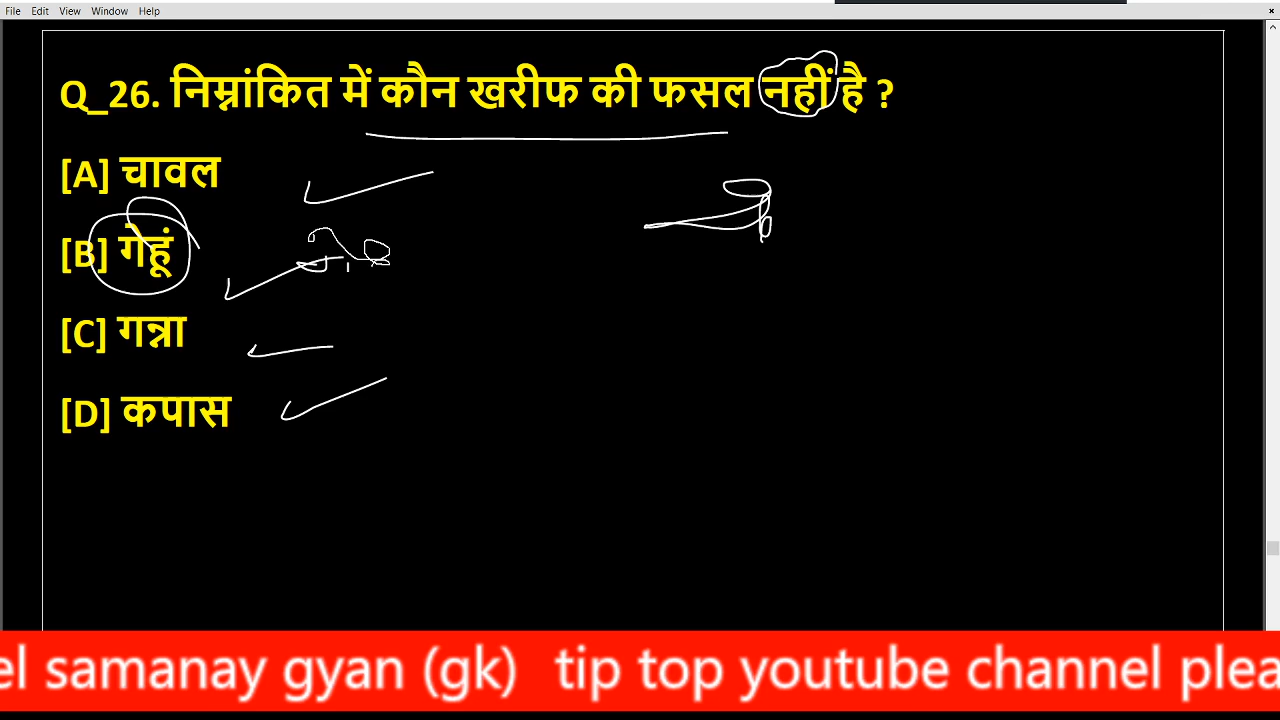 File Edit View Window Help
Q_26. निम्नांकित में कौन खरीफ की फसल नहीं है ?
[A] चावल
[B] गेहूं
[C] गन्ना
[D] कपास
el samanay gyan (gk) tip top youtube channel plea